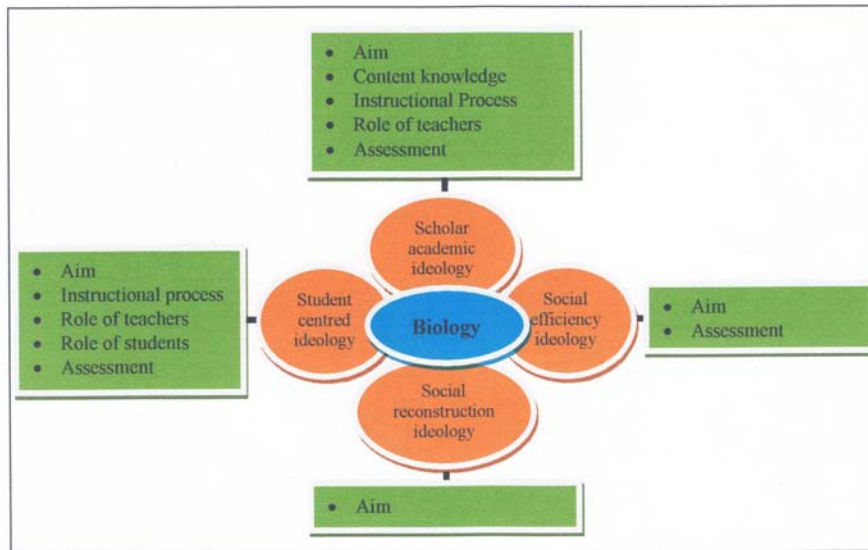 • Aim
• Content knowledge
• Instructional Process
• Role of teachers
• Assessment
Scholar
academic
ideology
• Aim
• Instructional process
• Role of teachers
• Role of students
• Assessment
Student
centred
ideology
Biology
Social
efficiency
ideology
• Aim
• Assessment
Social
reconstruction
ideology
• Aim